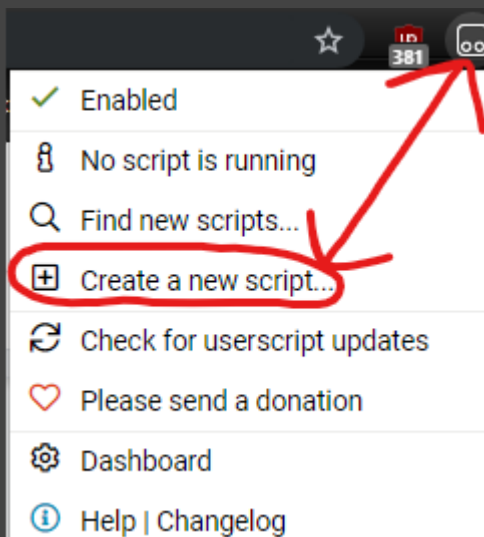 381
Enabled
No script is running
Find new scripts...
Create a new script...
Check for userscript updates
Please send a donation
Dashboard
Help | Changelog